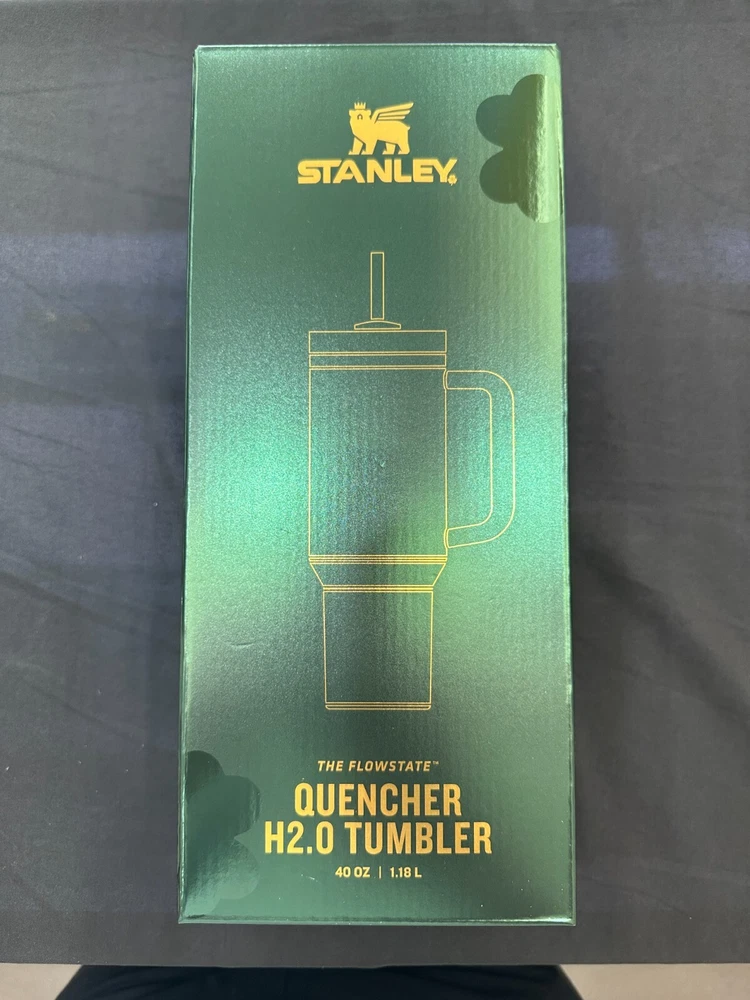 STANLEY
THE FLOWSTATE™
QUENCHER
H2.0 TUMBLER
40 OZ | 1.18 L